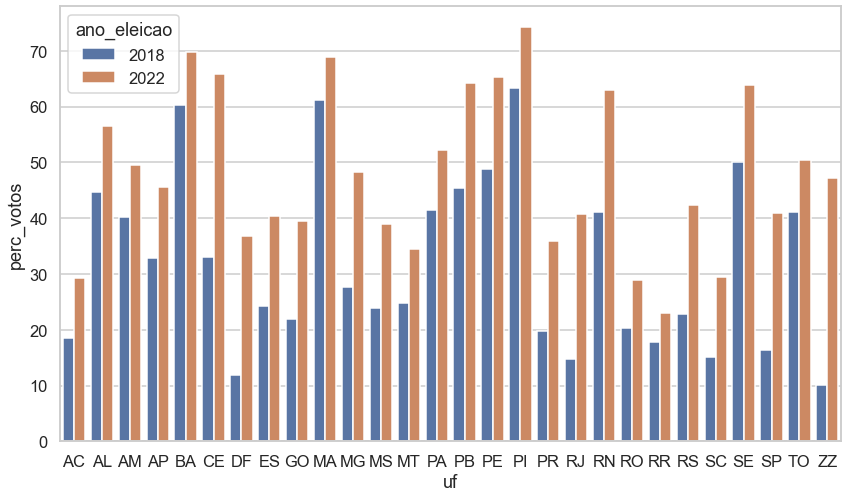 ano_eleicao
2018
2022
perc_votos
70
60
50
40
30
20
10
0
AC AL AM AP BA CE DF ES GO MA MG MS MT PA PB PE PI PR RJ RN RO RR RS SC SE SP TO ZZ
uf